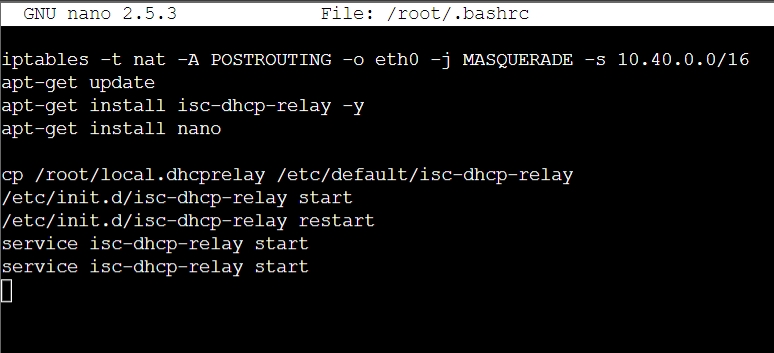 GNU nano 2.5.3 File: /root/.bashrc
iptables -t nat -A POSTROUTING -o eth0 -j MASQUERADE -s 10.40.0.0/16
apt-get update
apt-get install isc-dhcp-relay -y
apt-get install nano
cp /root/local.dhcprelay /etc/default/isc-dhcp-relay
/etc/init.d/isc-dhcp-relay start
/etc/init.d/isc-dhcp-relay restart
service isc-dhcp-relay start
service isc-dhcp-relay start